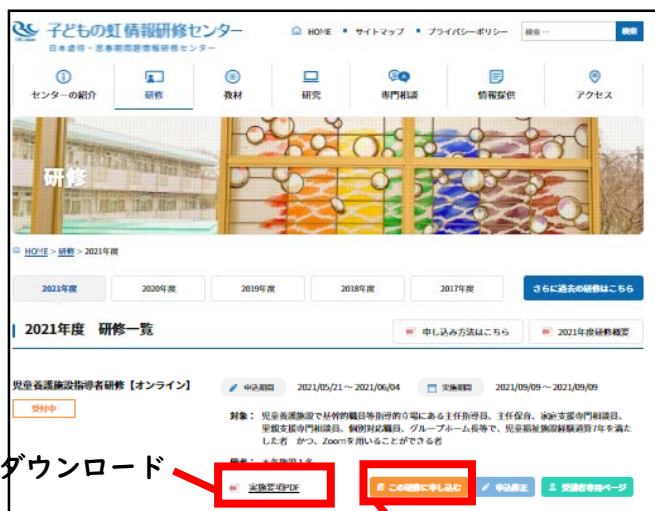 子どもの虹情報研修センター
日本虐待・思春期問題情報研修センター
HOME サイトマップ プライバシーポリシー 検索… 検索
センターの紹介 研修 教材 研究 専門相談 情報提供 アクセス
研修
HOME > 研修 > 2021年度
2021年度 2020年度 2019年度 2018年度 2017年度 さらに過去の研修はこちら
2021年度 研修一覧 申し込み方法はこちら 2021年度研修概要
児童養護施設指導者研修【オンライン】 申込期間 2021/05/21～2021/06/04 実施期間 2021/09/09～2021/09/09
受付中
対象： 児童養護施設で基幹的職員等指導的立場にある主任指導員、主任保育、家庭支援専門相談員、
里親支援専門相談員、個別対応職員、グループホーム長等で、児童福祉施設経験通算7年を満た
した者 かつ、Zoomを用いることができる者
ダウンロード
実施要項PDF この研修に申し込む 申込修正 受講者専用ページ